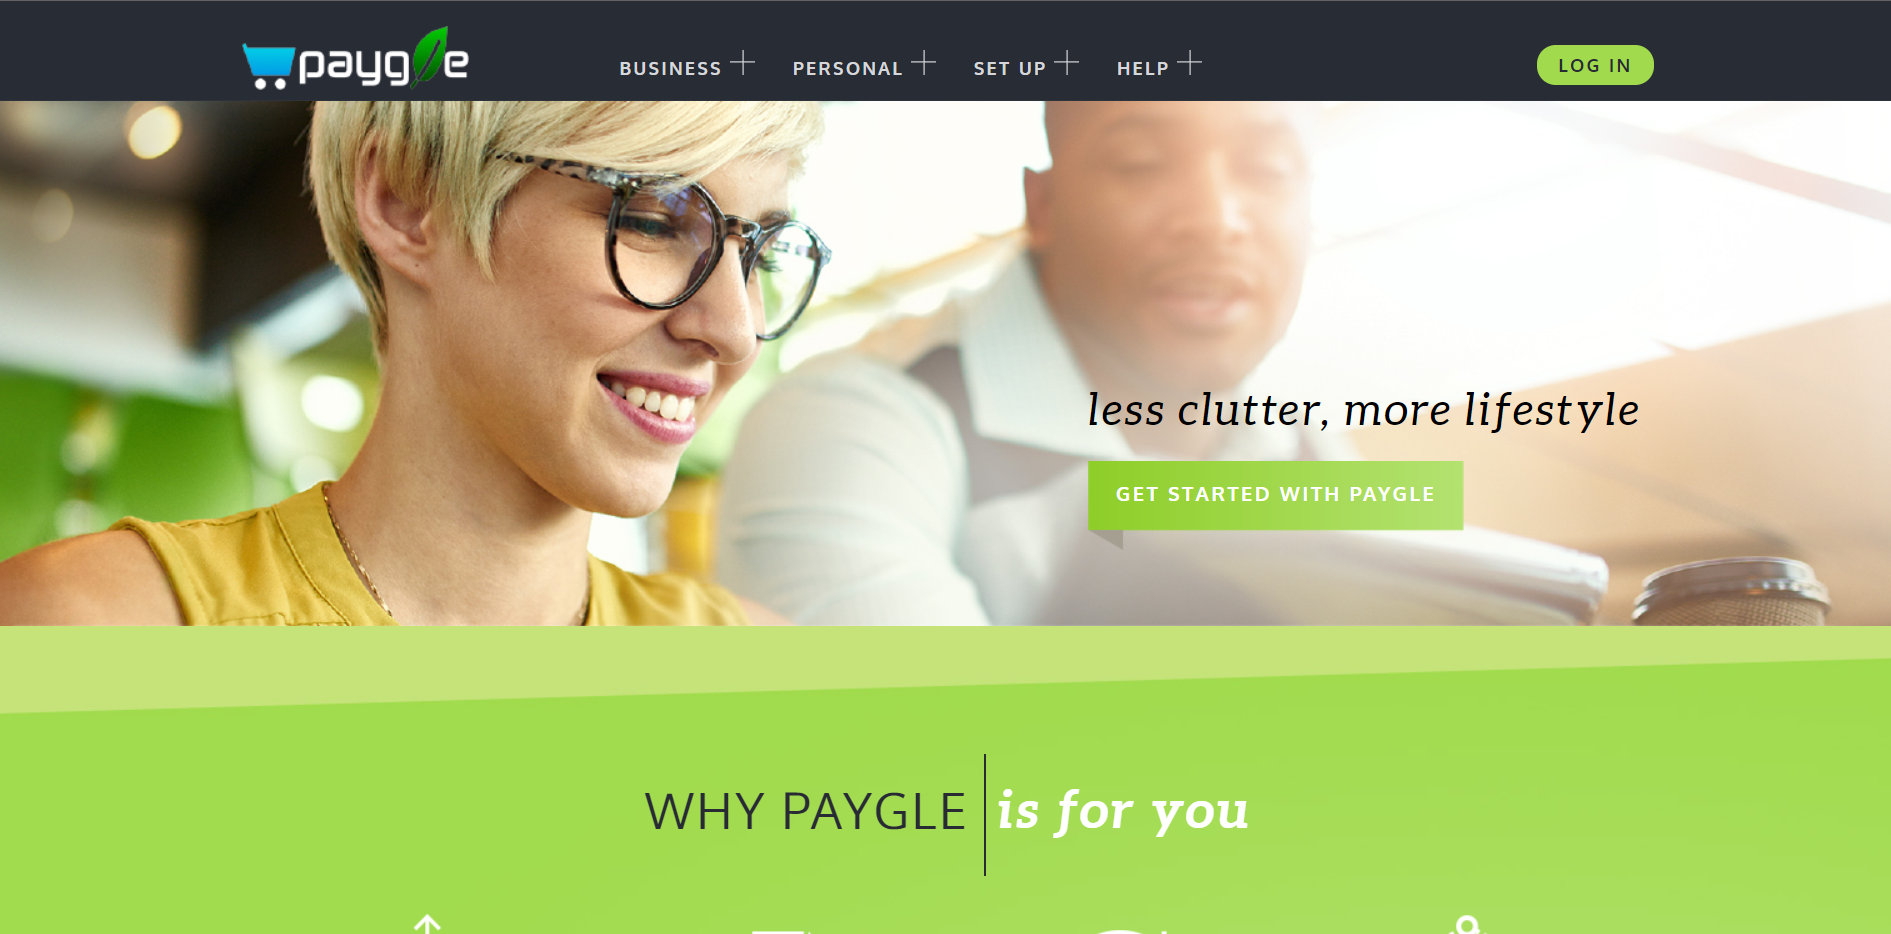 paygle
BUSINESS
PERSONAL
SET UP
HELP
LOG IN
less clutter, more lifestyle
GET STARTED WITH PAYGLE
WHY PAYGLE is for you